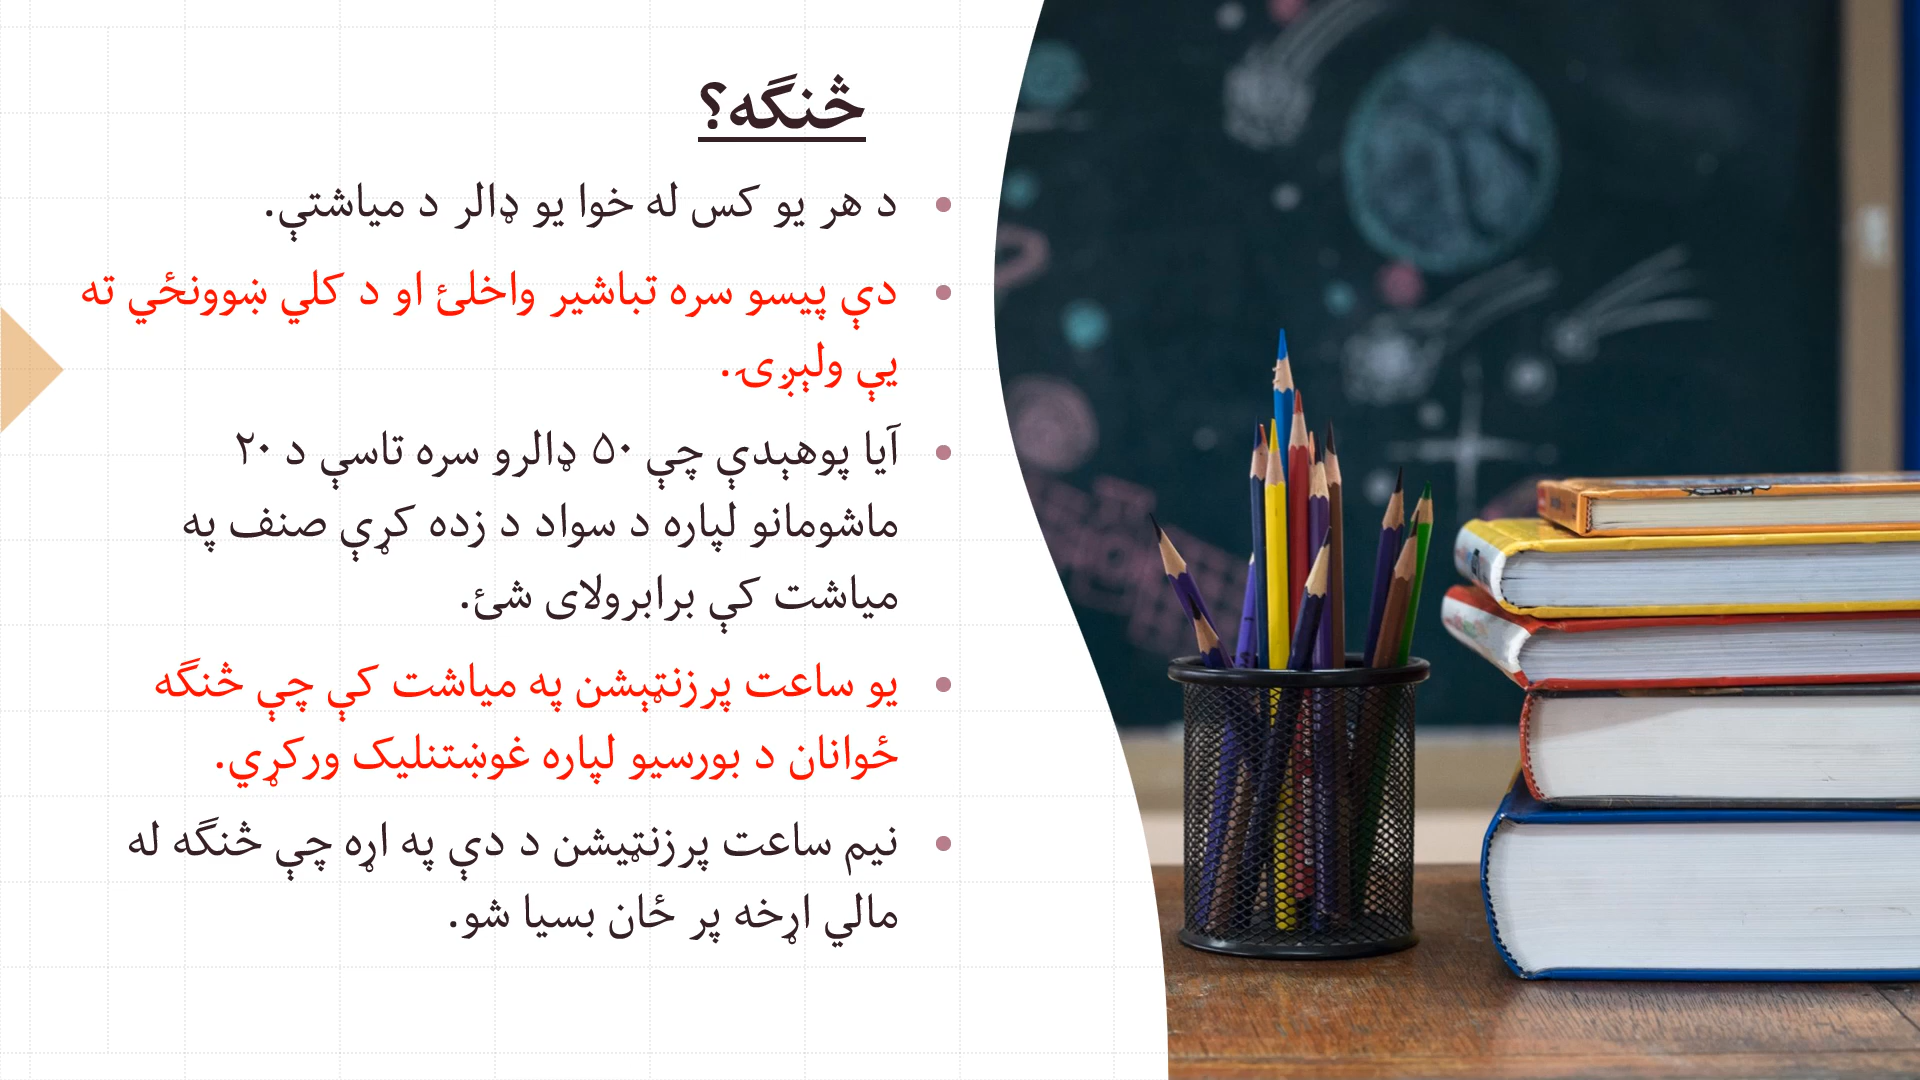 څنګه؟
د هر یو کس له خوا یو ډالر د میاشتې.
دې پیسو سره تباشیر واخلئ او د کلي ښوونځي ته
یې ولېږۍ.
آیا پوهېدې چې ۵۰ ډالرو سره تاسې د ۲۰
ماشومانو لپاره د سواد د زده کړې صنف په
میاشت کې برابرولای شئ.
یو ساعت پرزنټېشن په میاشت کې چې څنګه
ځوانان د بورسیو لپاره غوښتنلیک ورکړي.
نیم ساعت پرزنټیشن د دې په اړه چې څنګه له
مالي اړخه پر ځان بسیا شو.